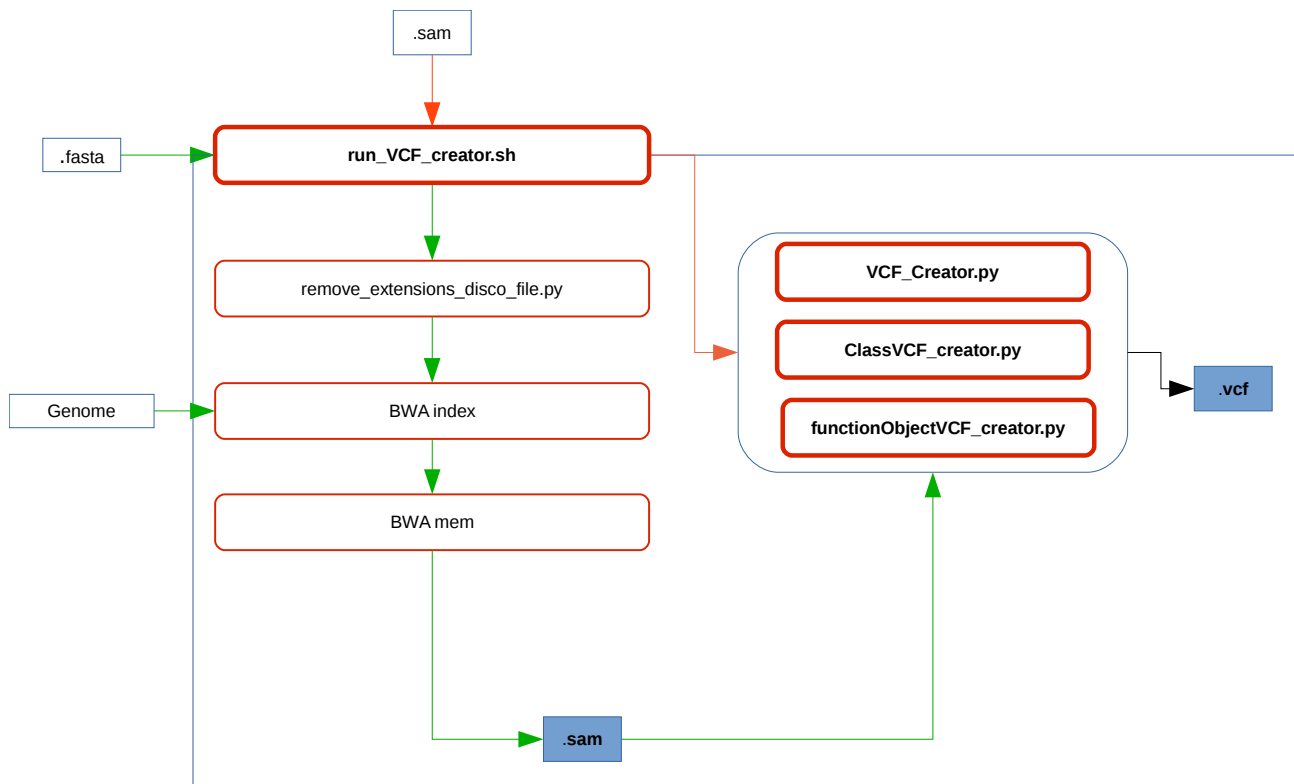 .sam
.fasta
run_VCF_creator.sh
remove_extensions_disco_file.py
Genome
BWA index
BWA mem
.sam
VCF_Creator.py
ClassVCF_creator.py
functionObjectVCF_creator.py
.vcf